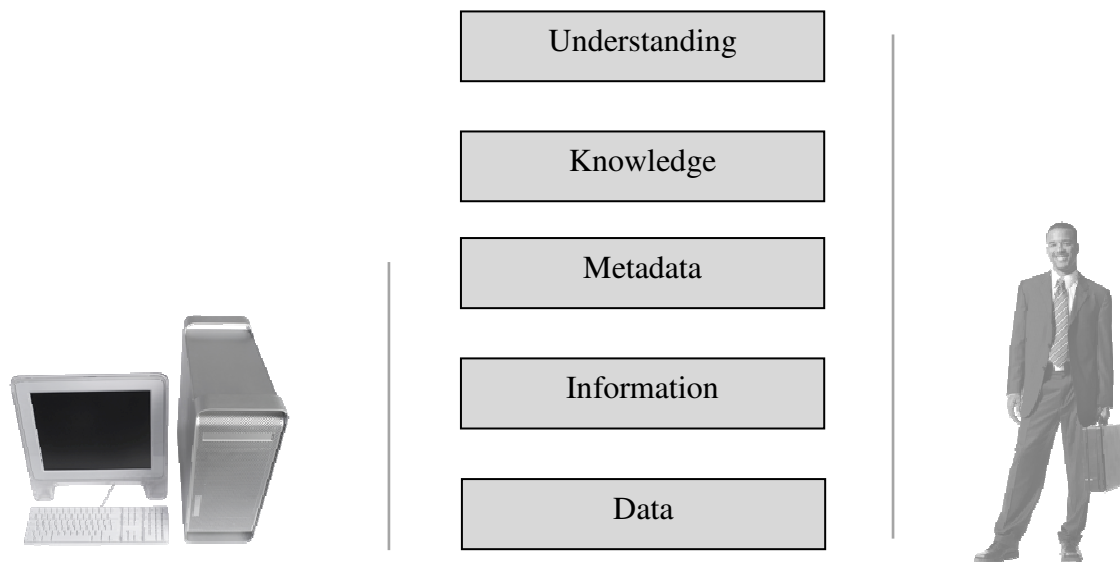 Understanding
Knowledge
Metadata
Information
Data